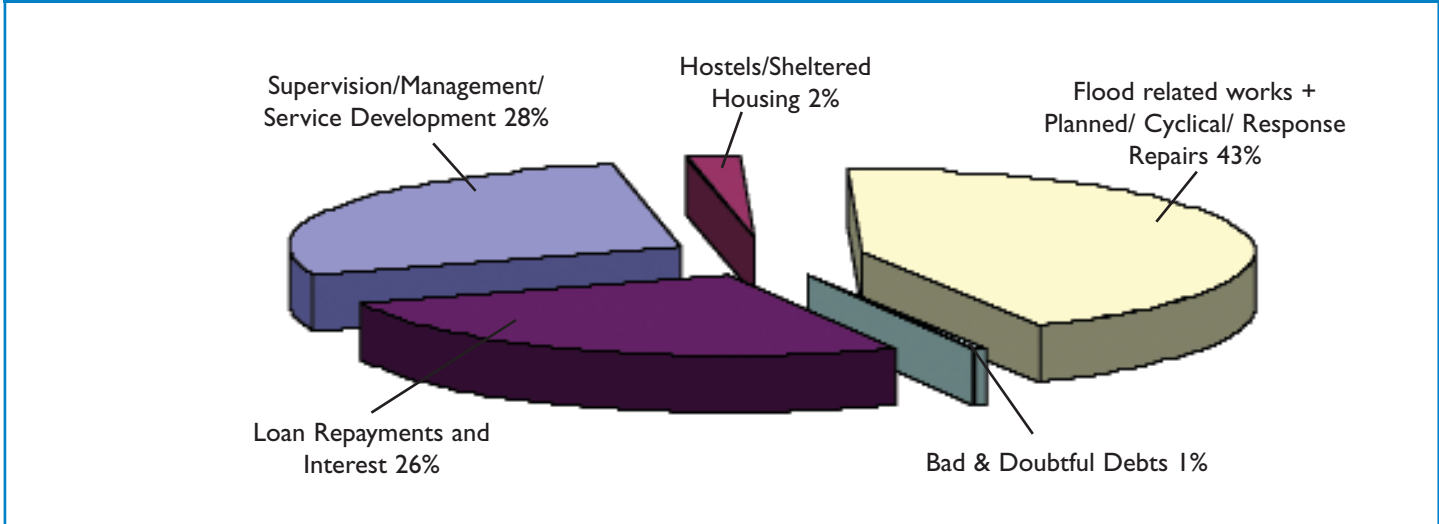 Supervision/Management/
Service Development 28%
Hostels/Sheltered
Housing 2%
Flood related works +
Planned/ Cyclical/ Response
Repairs 43%
Loan Repayments and
Interest 26%
Bad & Doubtful Debts 1%